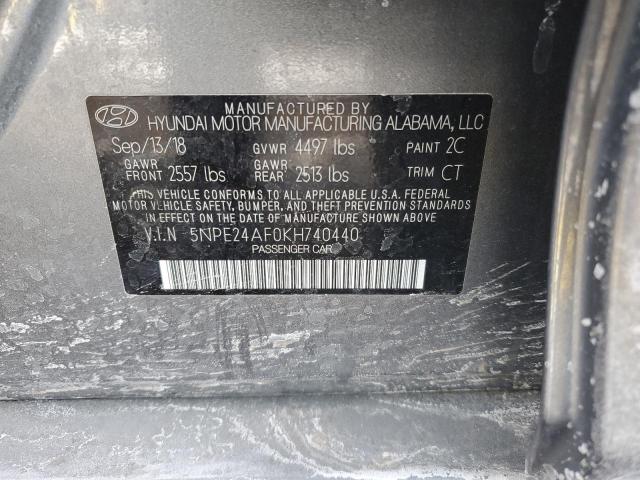 MANUFACTURED BY
HYUNDAI MOTOR MANUFACTURING ALABAMA, LLC
Sep/13/18 GVWR 4497 lbs PAINT 2C
GAWR FRONT 2557 lbs GAWR REAR 2513 lbs TRIM CT
THIS VEHICLE CONFORMS TO ALL APPLICABLE U.S.A. FEDERAL
MOTOR VEHICLE SAFETY, BUMPER, AND THEFT PREVENTION STANDARDS
IN EFFECT ON THE DATE OF MANUFACTURE SHOWN ABOVE.
V.I.N 5NPE24AF0KH740440
PASSENGER CAR